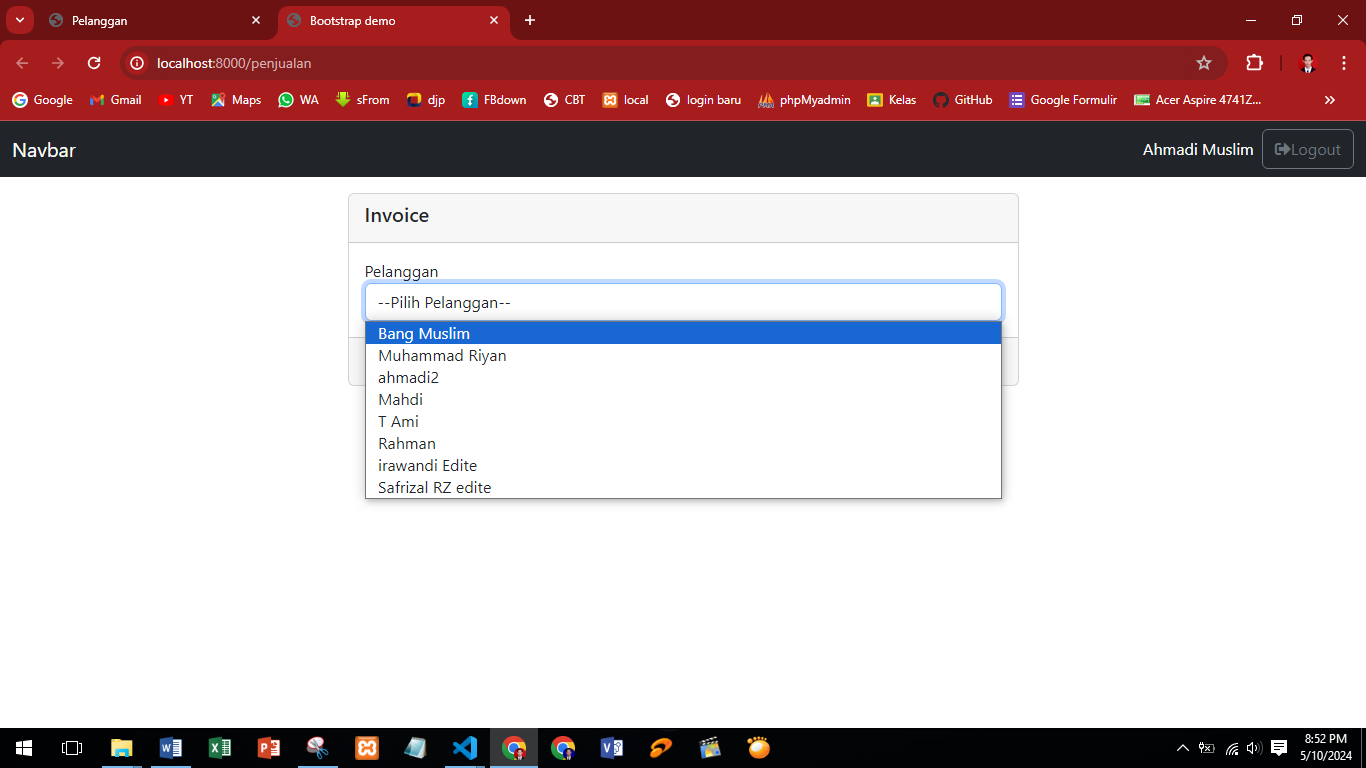 Pelanggan
Bootstrap demo
localhost:8000/penjualan
Google Gmail YT Maps WA sFrom djp FBdown CBT local login baru phpMyadmin Kelas GitHub Google Formulir Acer Aspire 4741Z...
Navbar
Ahmadi Muslim
Logout
Invoice
Pelanggan
--Pilih Pelanggan--
Bang Muslim
Muhammad Riyan
ahmadi2
Mahdi
T Ami
Rahman
irawandi Edite
Safrizal RZ edite
8:52 PM
5/10/2024